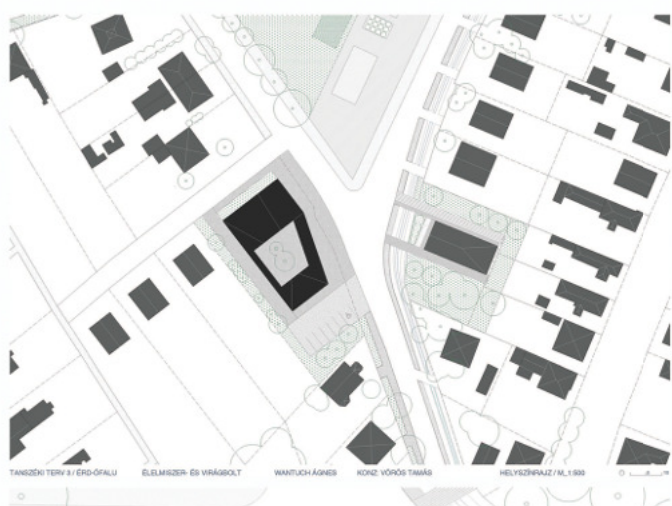 TANSZÉKI TERV 3 / ÉRD-ÓFALU ÉLELMISZER- ÉS VIRÁGBOLT WANTUCH ÁGNES KONZ: VÖRÖS TAMÁS HELYSZÍNRAJZ / M_1:500